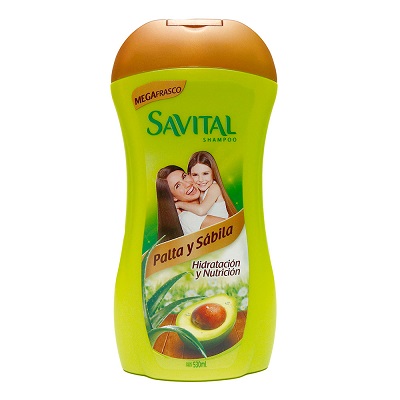 MEGAFRASCO
SAVITAL
SHAMPOO
Palta y Sábila
Hidratación
y Nutrición
530ml